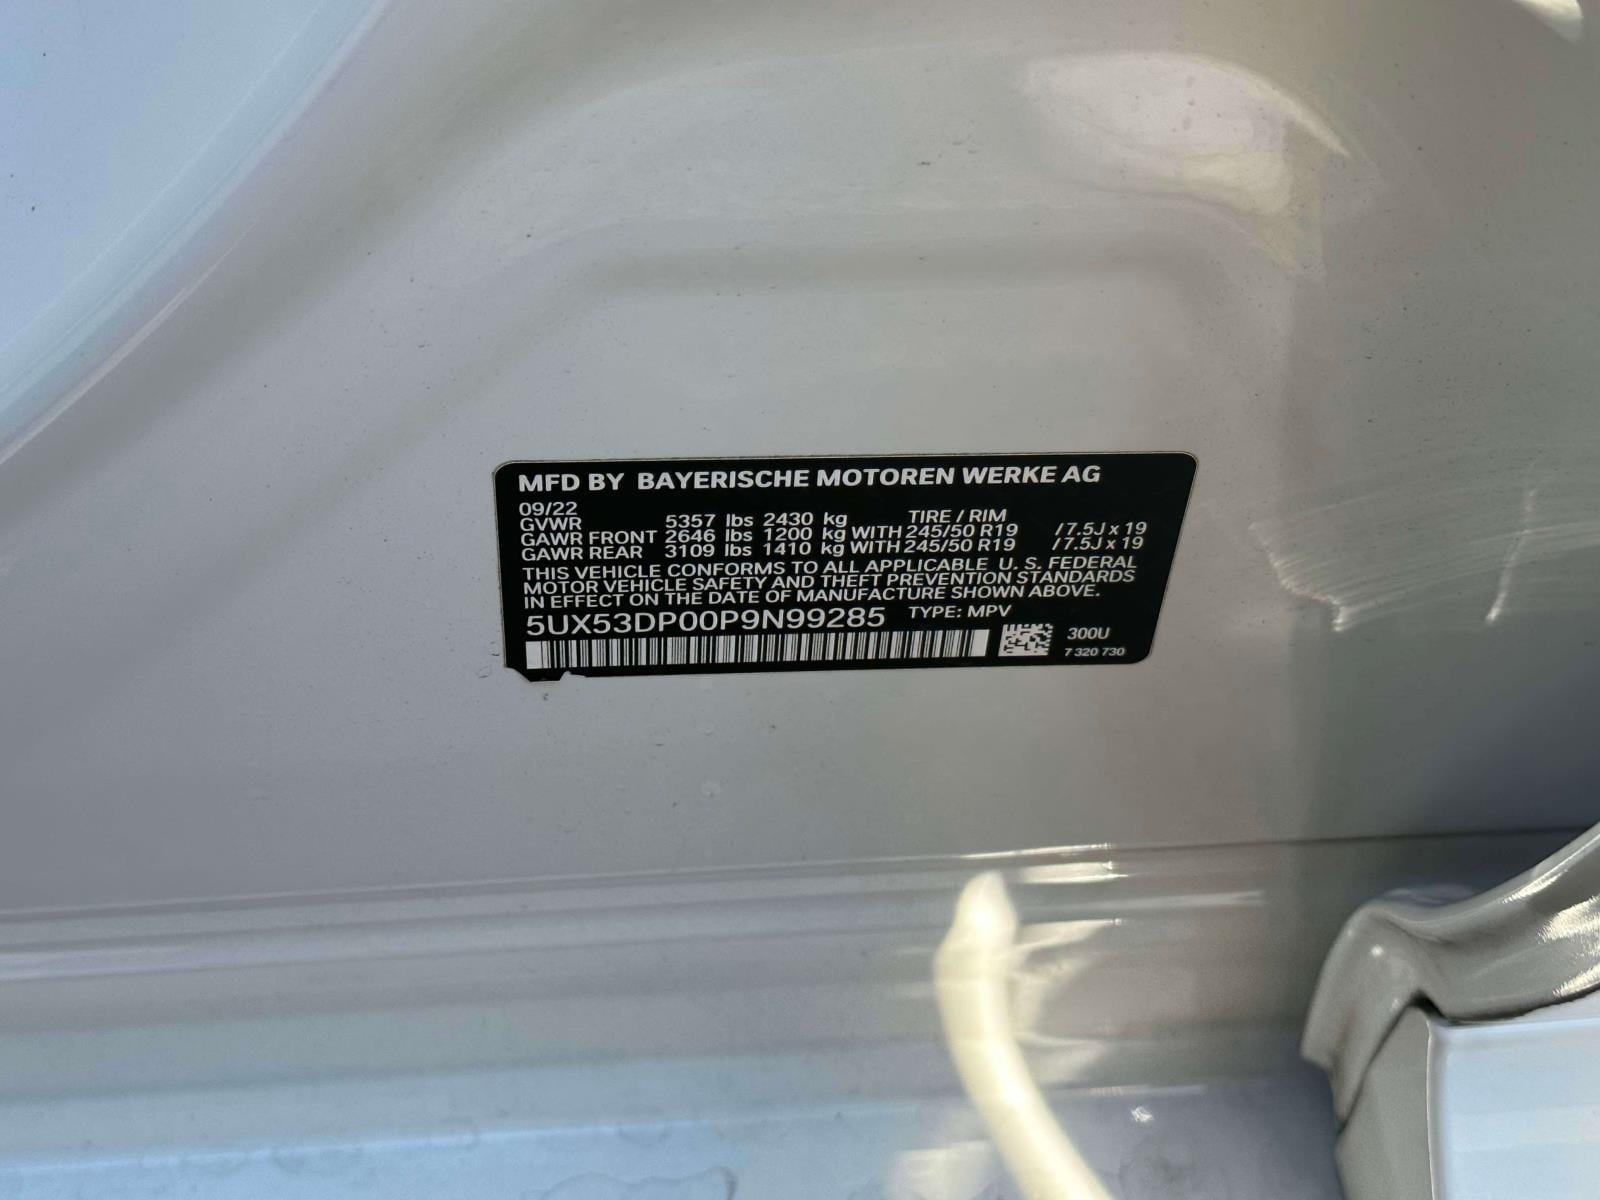 MFD BY BAYERISCHE MOTOREN WERKE AG
09/22
GVWR 5357 lbs 2430 kg TIRE / RIM
GAWR FRONT 2646 lbs 1200 kg WITH 245/50 R19 /7.5J x 19
GAWR REAR 3109 lbs 1410 kg WITH 245/50 R19 /7.5J x 19
THIS VEHICLE CONFORMS TO ALL APPLICABLE U. S. FEDERAL
MOTOR VEHICLE SAFETY AND THEFT PREVENTION STANDARDS
IN EFFECT ON THE DATE OF MANUFACTURE SHOWN ABOVE.
5UX53DP00P9N99285 TYPE: MPV
300U
7 320 730